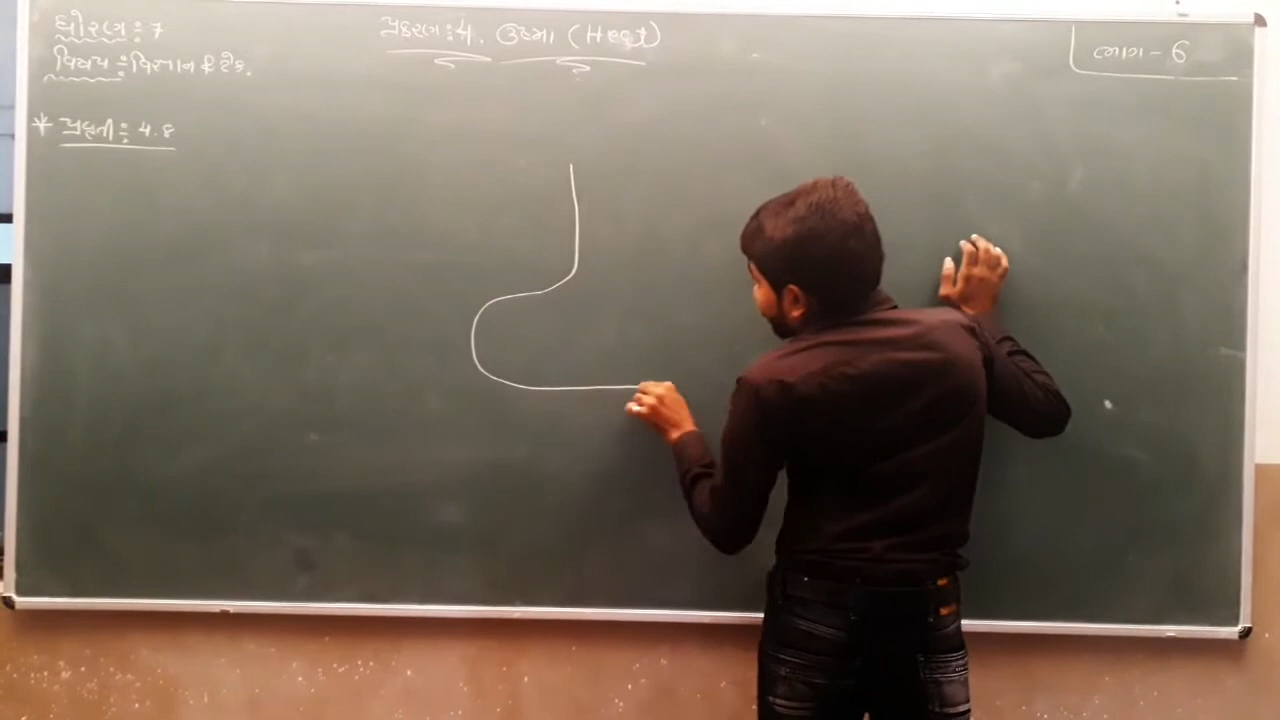 ધોરણ : 7
પ્રકરણ : 4. ઉષ્મા (Heat)
ભાગ - 6
વિષય : વિજ્ઞાન & ટેક.
* પ્રવૃત્તી : 4.8